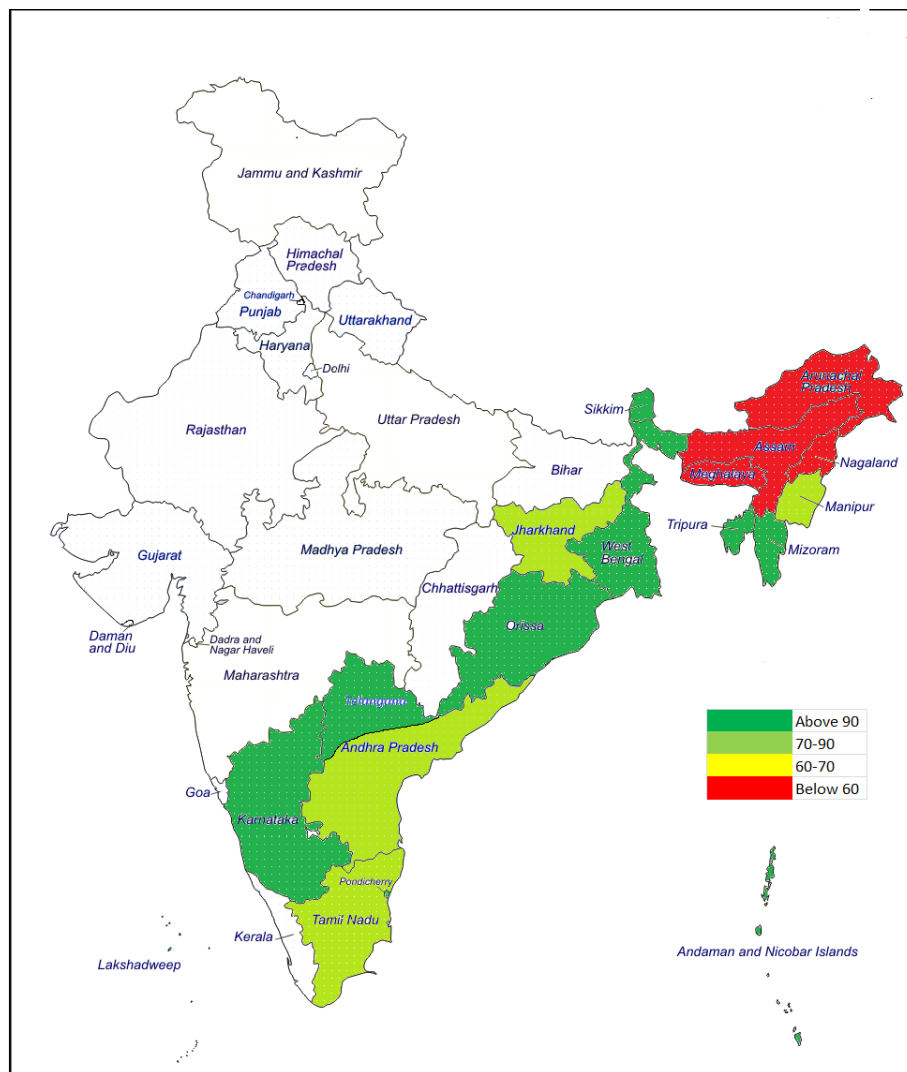 Jammu and Kashmir
Himachal
Pradesh
Chandigarh
Punjab
Uttarakhand
Haryana
Delhi
Sikkim
Arunachal
Pradesh
Rajasthan
Uttar Pradesh
Assam
Bihar
Meghalaya
Nagaland
Manipur
Jharkhand
Tripura
Gujarat
Madhya Pradesh
West
Bengal
Mizoram
Chhattisgarh
Orissa
Daman
and Diu
Dadra and
Nagar Haveli
Maharashtra
Telangana
Above 90
Andhra Pradesh
70-90
60-70
Below 60
Goa
Karnataka
Pondicherry
Tamil Nadu
Kerala
Andaman and Nicobar Islands
Lakshadweep